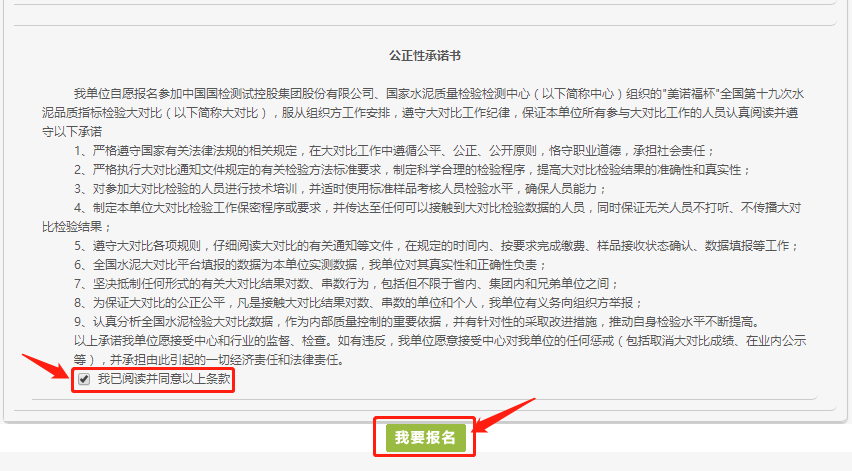 公正性承诺书
我单位自愿报名参加中国国检测试控股集团股份有限公司、国家水泥质量检验检测中心（以下简称中心）组织的"美诺福杯"全国第十九次水
泥品质指标检验大对比（以下简称大对比），服从组织方工作安排，遵守大对比工作纪律，保证本单位所有参与大对比工作的人员认真阅读并遵
守以下承诺
1、严格遵守国家有关法律法规的相关规定，在大对比工作中遵循公平、公正、公开原则，恪守职业道德，承担社会责任；
2、严格执行大对比通知文件规定的有关检验方法标准要求，制定科学合理的检验程序，提高大对比检验结果的准确性和真实性；
3、对参加大对比检验的人员进行技术培训，并适时使用标准样品考核人员检验水平，确保人员能力；
4、制定本单位大对比检验工作保密程序或要求，并传达至任何可以接触到大对比检验数据的人员，同时保证无关人员不打听、不传播大对
比检验结果；
5、遵守大对比各项规则，仔细阅读大对比的有关通知等文件，在规定的时间内、按要求完成缴费、样品接收状态确认、数据填报等工作；
6、全国水泥大对比平台填报的数据为本单位实测数据，我单位对其真实性和正确性负责；
7、坚决抵制任何形式的有关大对比结果对数、串数行为，包括但不限于省内、集团内和兄弟单位之间；
8、为保证大对比的公正公平，凡是接触大对比结果对数、串数的单位和个人，我单位有义务向组织方举报；
9、认真分析全国水泥检验大对比数据，作为内部质量控制的重要依据，并有针对性的采取改进措施，推动自身检验水平不断提高。
以上承诺我单位愿接受中心和行业的监督、检查。如有违反，我单位愿意接受中心对我单位的任何惩戒（包括取消大对比成绩、在业内公示
等），并承担由此引起的一切经济责任和法律责任。
我已阅读并同意以上条款
我要报名